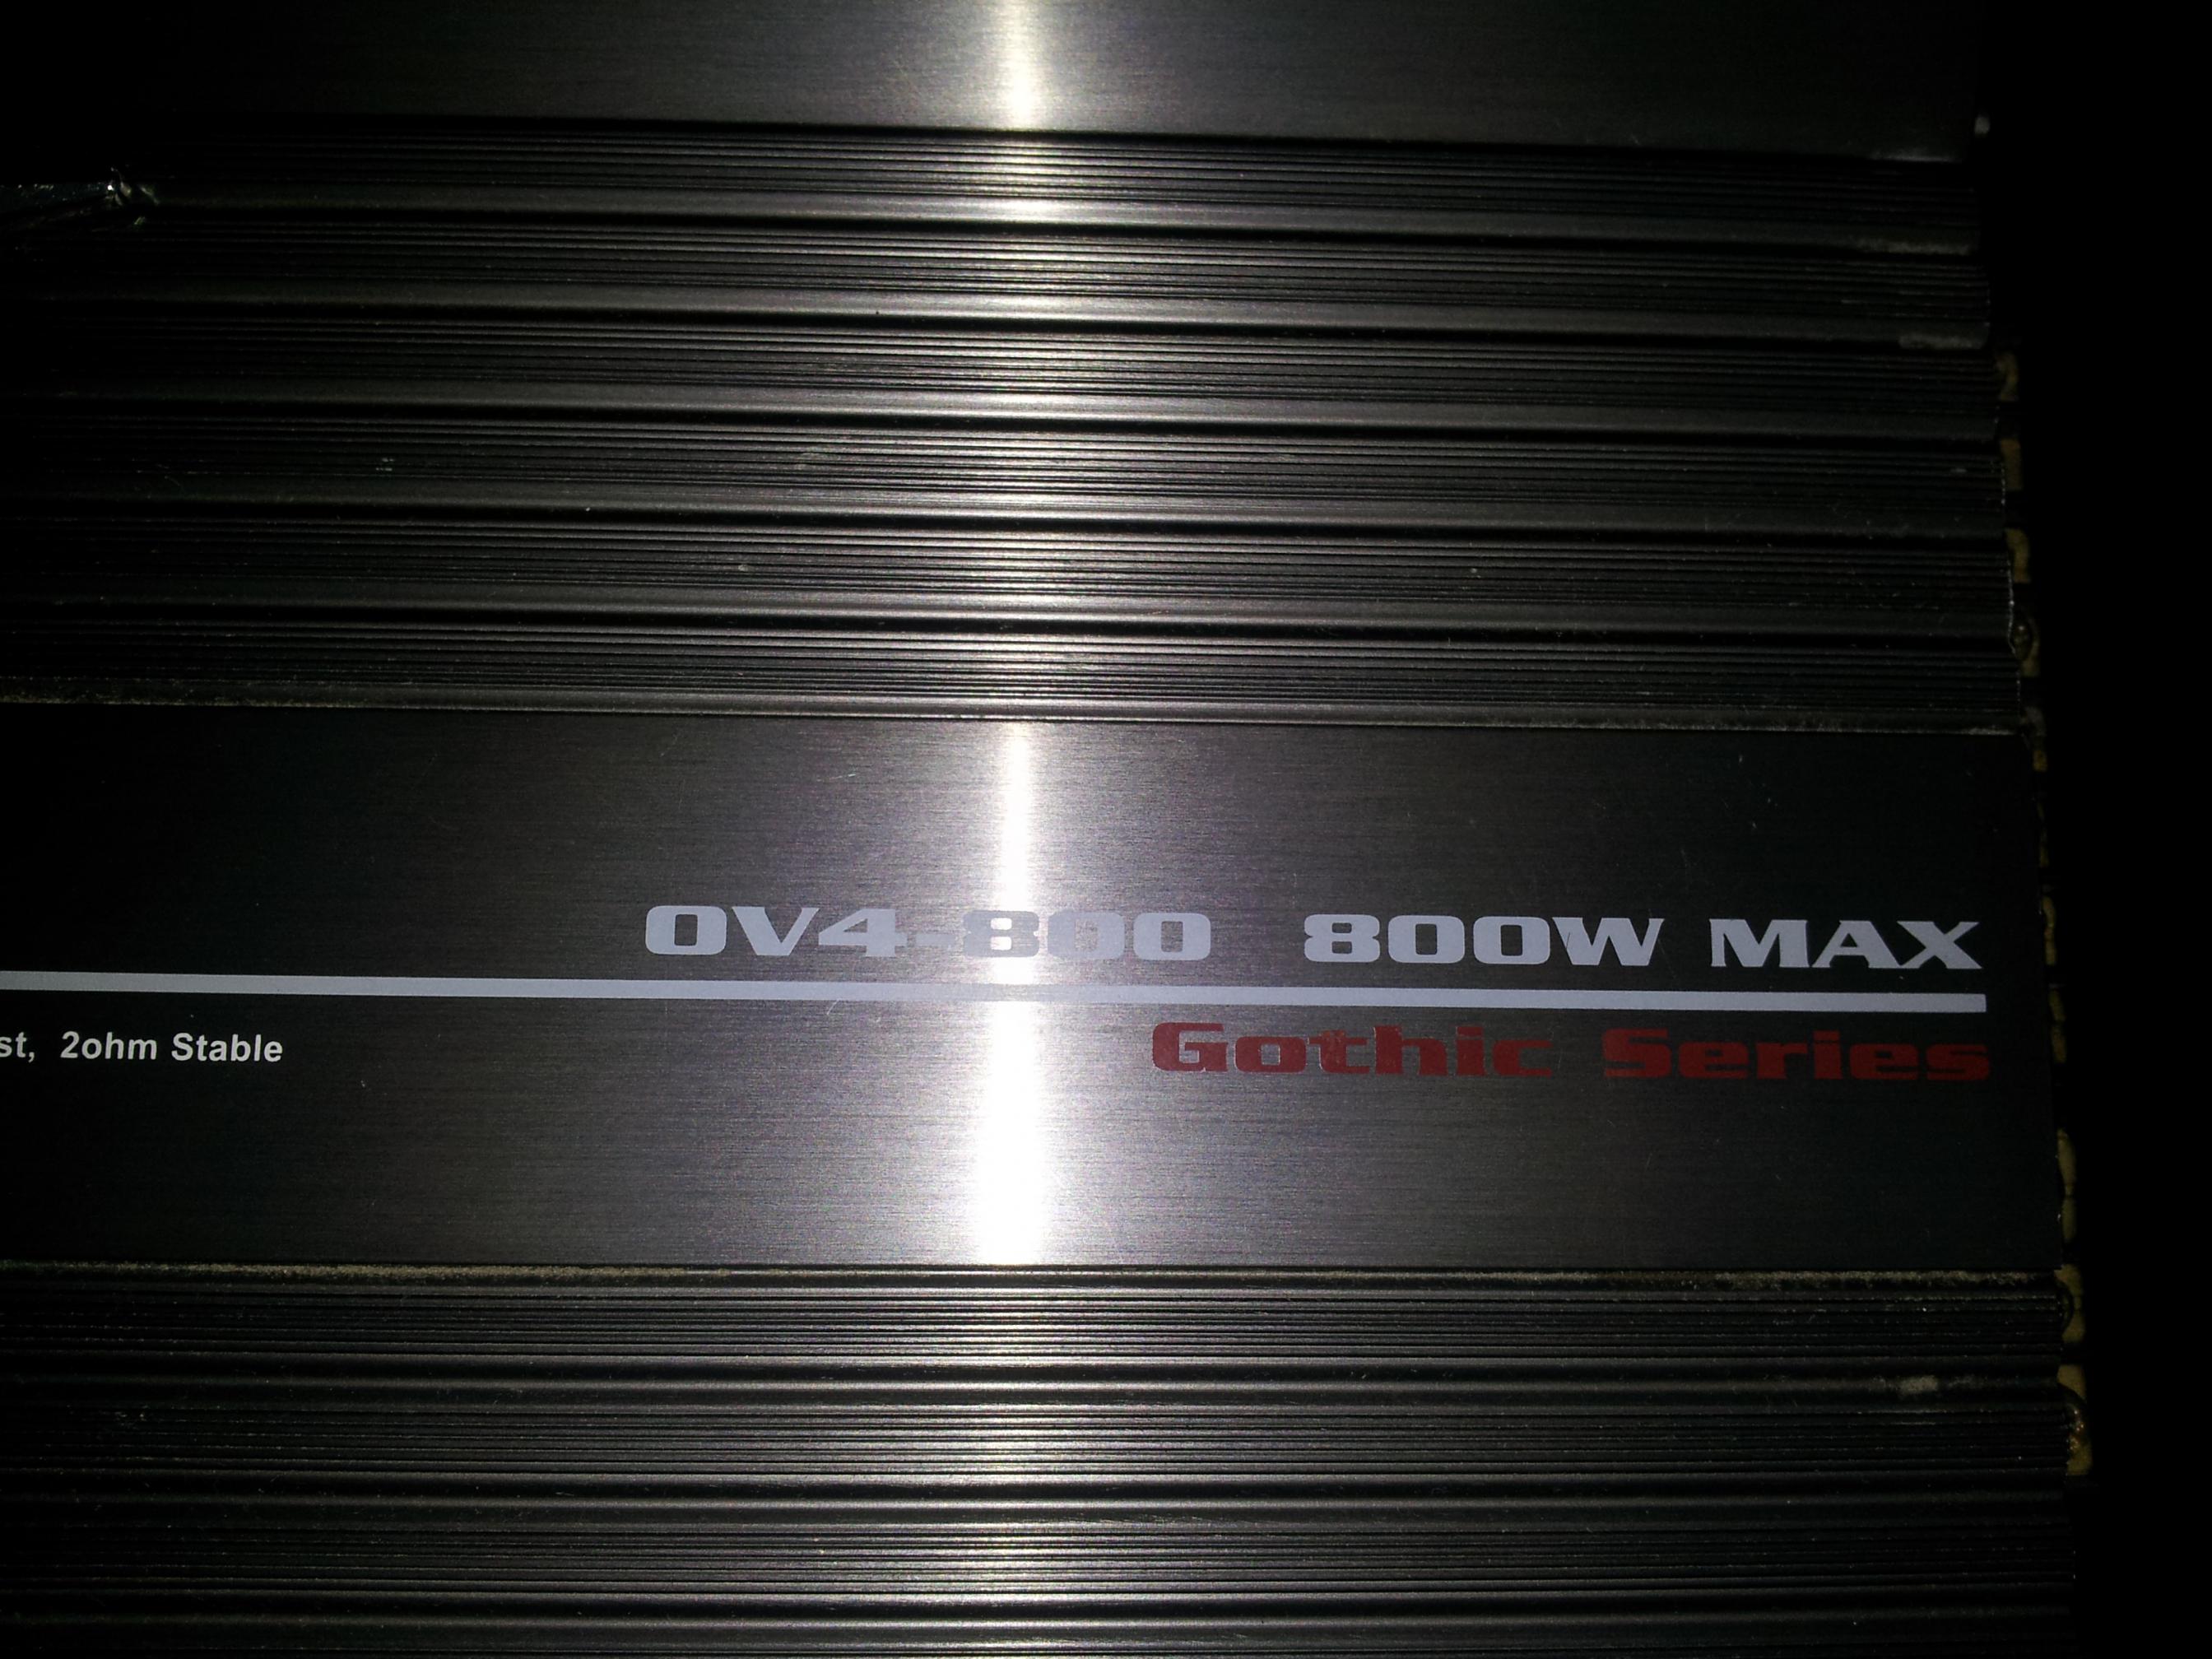 OV4-800 800W MAX
st, 2ohm Stable
Gothic Series